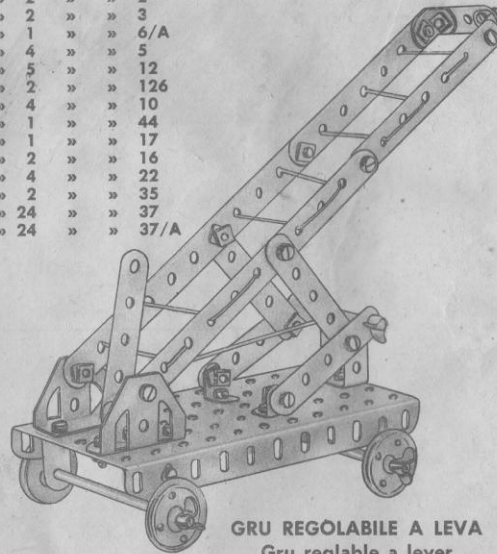 » 2 » » 3
» 1 » » 6/A
» 4 » » 5
» 5 » » 12
» 2 » » 126
» 4 » » 10
» 1 » » 44
» 1 » » 17
» 2 » » 16
» 4 » » 22
» 2 » » 35
» 24 » » 37
» 24 » » 37/A
GRU REGOLABILE A LEVA
Gru reglable a lever